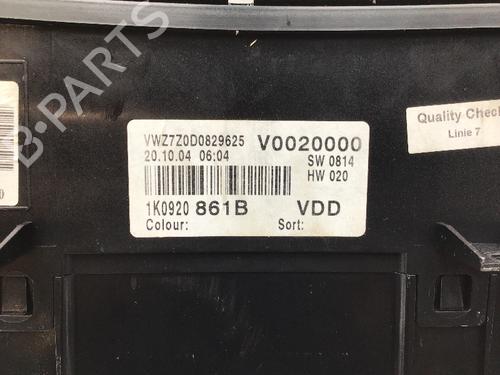 VWZ7Z0D0829625 V0020000
20.10.04 06:04 SW 0814
HW 020
1K0920 861B VDD
Colour: Sort:
Quality Check
Linie 7
B-PARTS